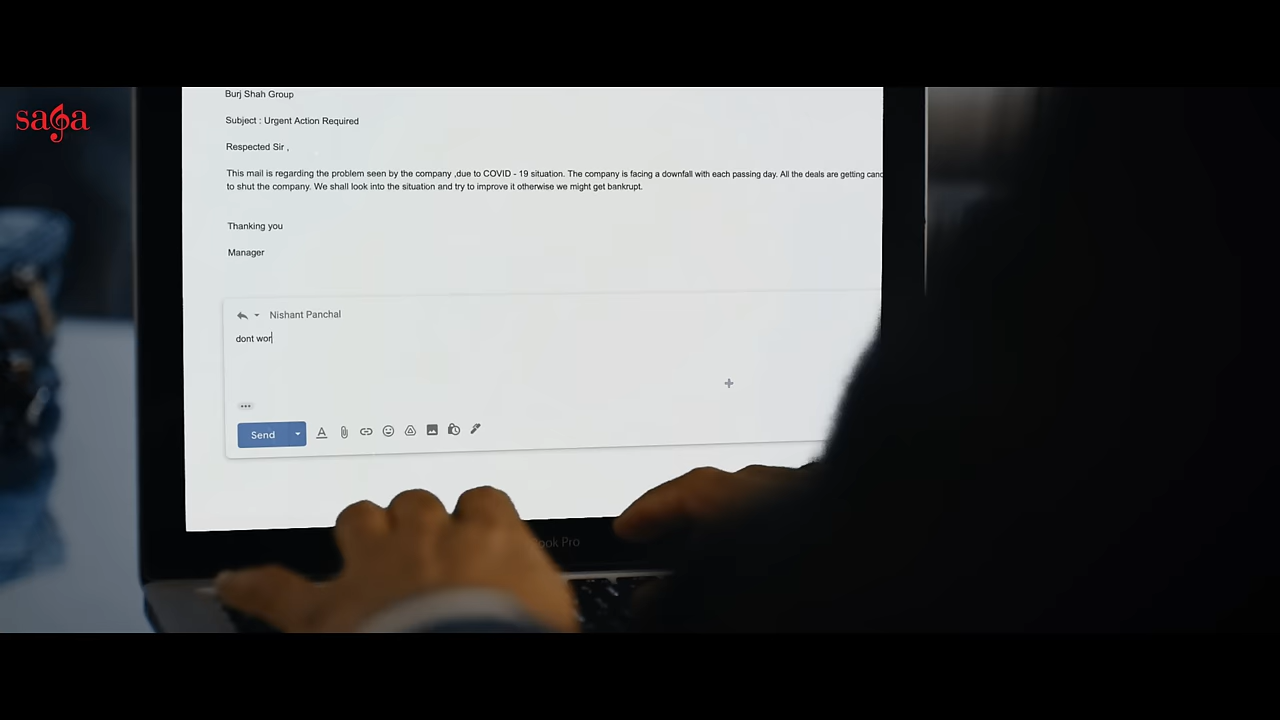 saga
Burj Shah Group
Subject : Urgent Action Required
Respected Sir ,
This mail is regarding the problem seen by the company ,due to COVID - 19 situation. The company is facing a downfall with each passing day. All the deals are getting
to shut the company. We shall look into the situation and try to improve it otherwise we might get bankrupt.
Thanking you
Manager
Nishant Panchal
dont wor
Send
Book Pro